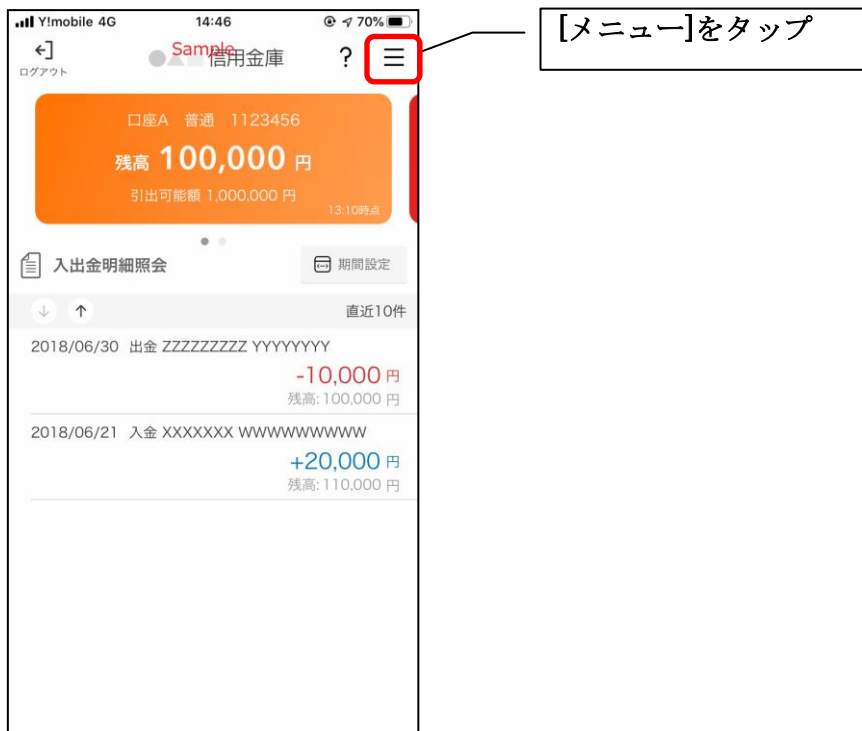 Y!mobile 4G 14:46 70%
[メニュー]をタップ
Sample
信用金庫 ?
ログアウト
口座A 普通 1123456
残高 100,000 円
引出可能額 1,000,000 円
13:10時点
入出金明細照会 期間設定
↓ ↑ 直近10件
2018/06/30 出金 ZZZZZZZZZ YYYYYYYY
-10,000 円
残高: 100,000 円
2018/06/21 入金 XXXXXXX WWWWWWWWW
+20,000 円
残高: 110,000 円